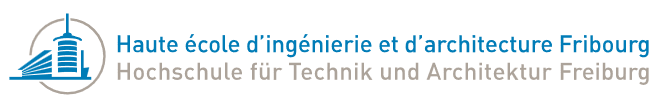 Haute école d'ingénierie et d'architecture Fribourg
Hochschule für Technik und Architektur Freiburg